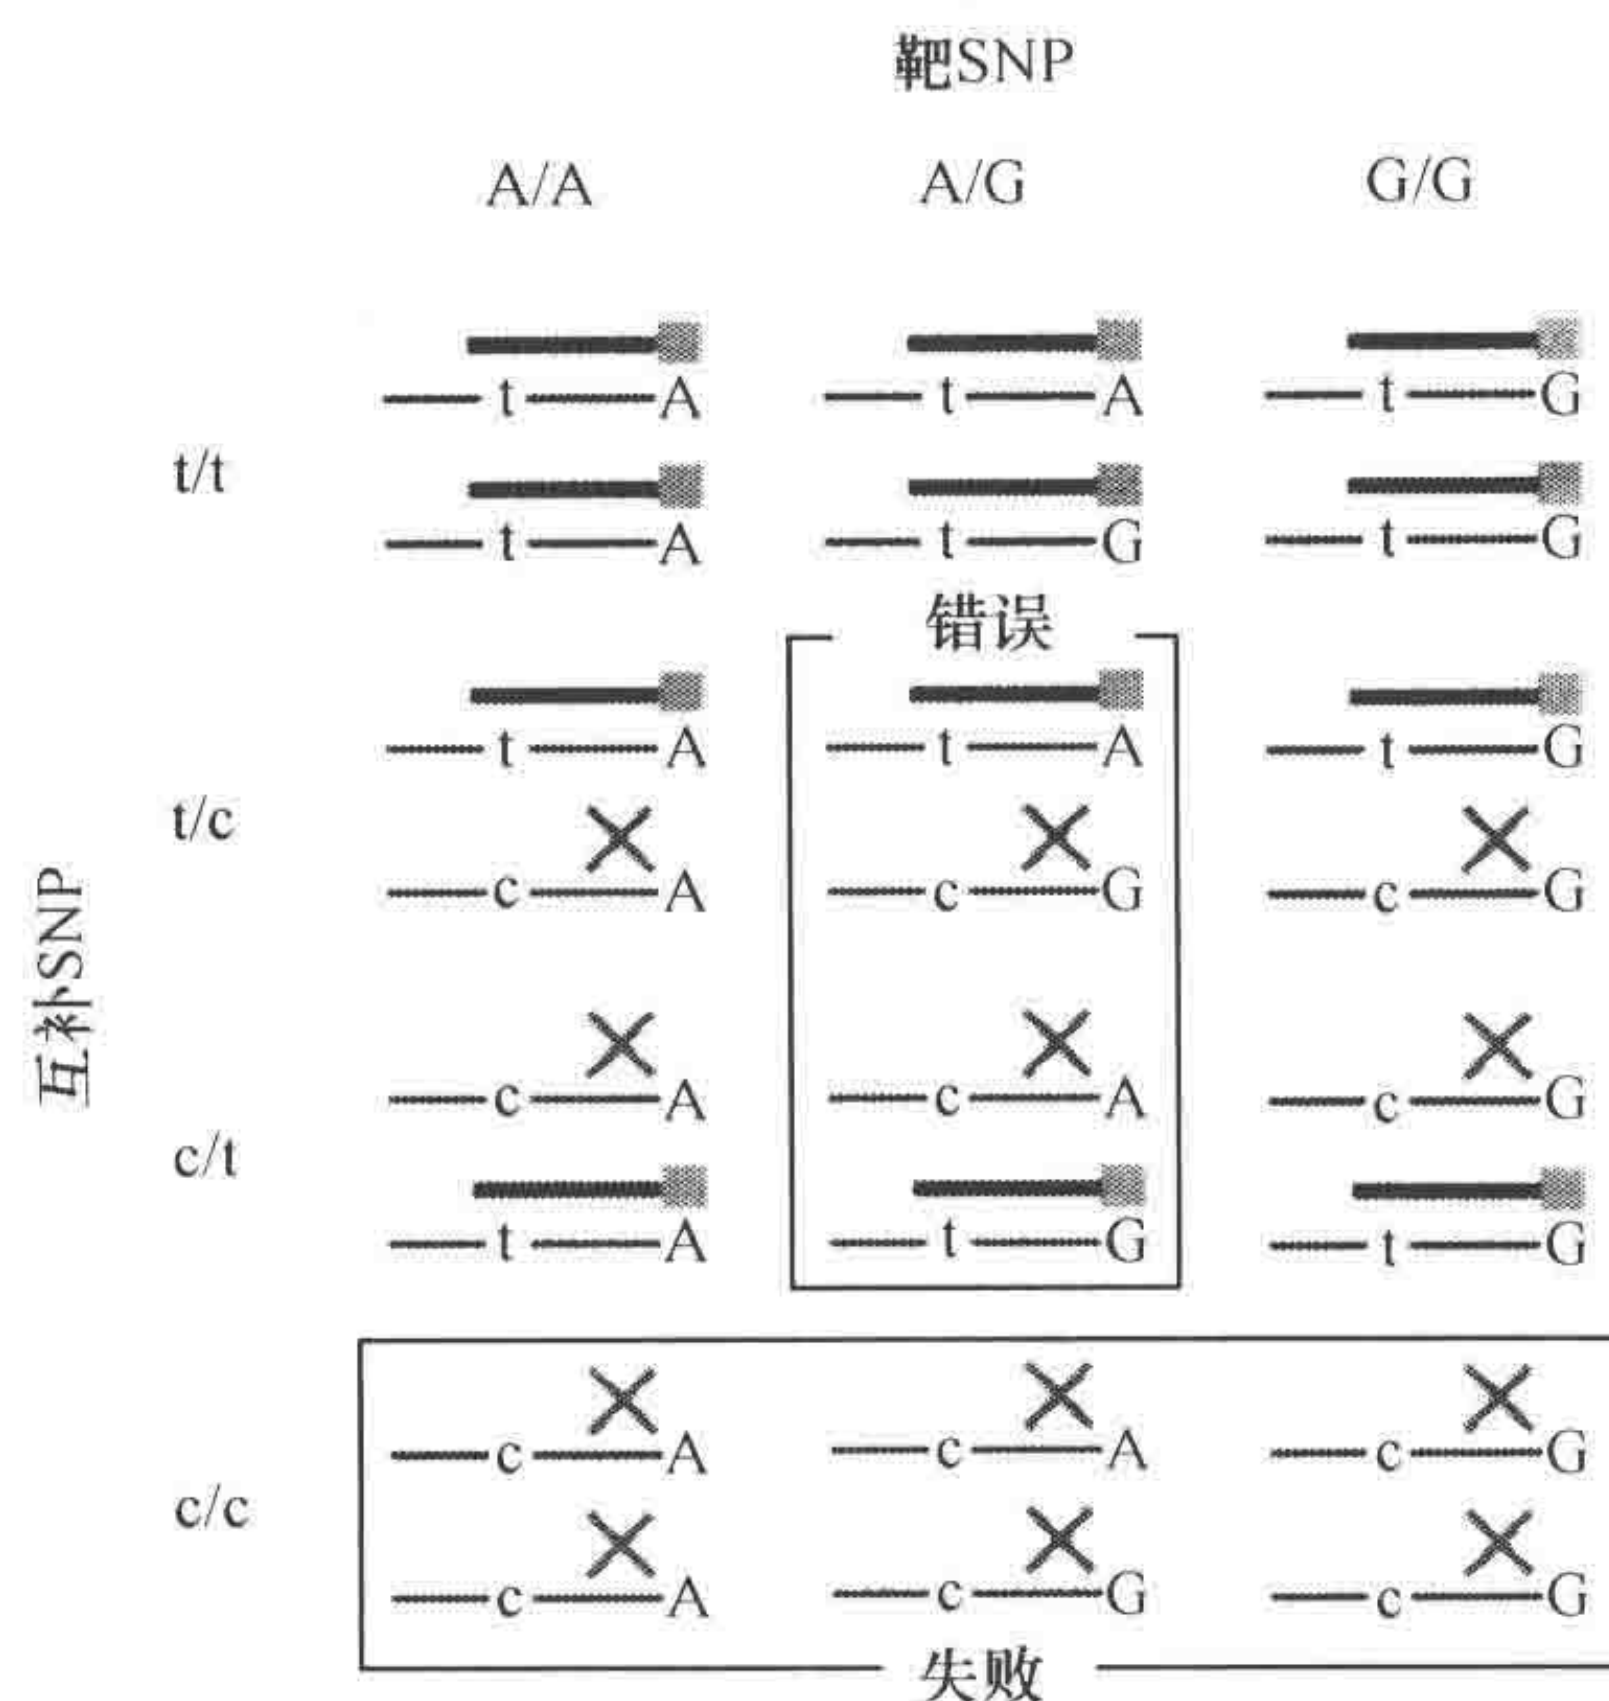 靶SNP
A/A A/G G/G
t A t A t G
t/t
t A t G t G
错误
t A t A t G
t/c
c A c G c G
互补SNP
c A c A c G
c/t
t A t G t G
c A c A c G
c/c
c A c G c G
失败